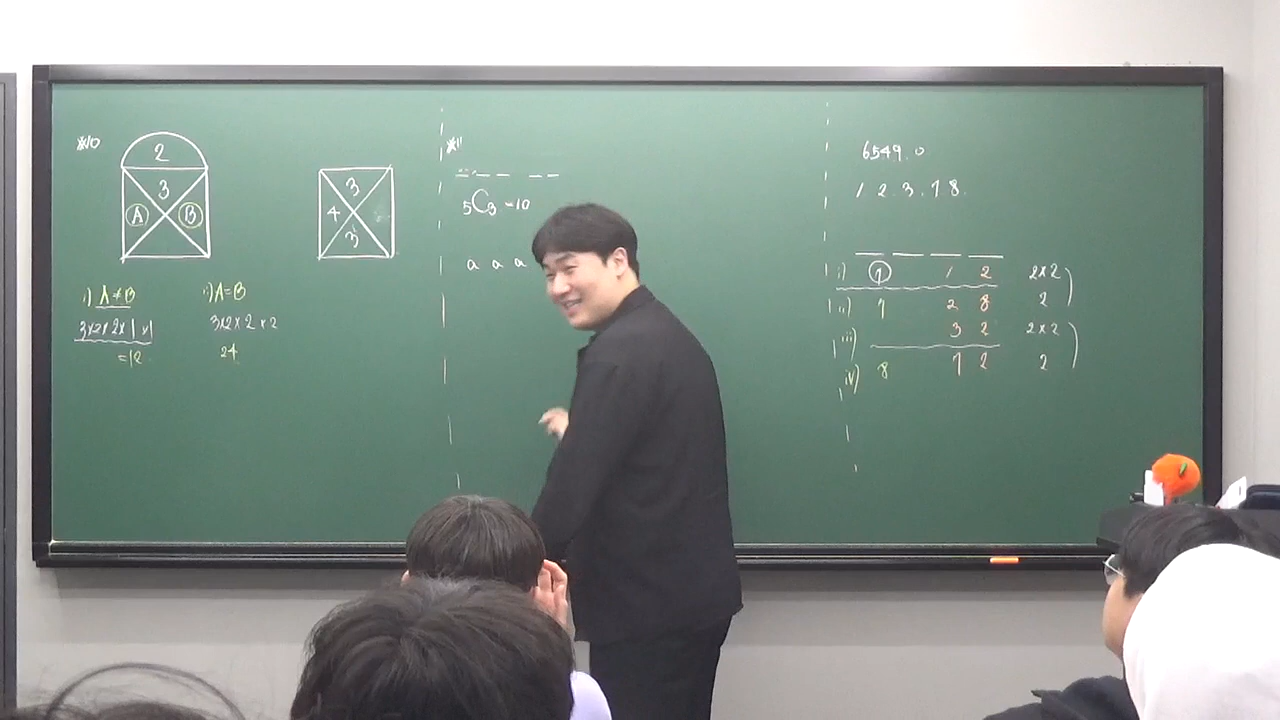 ※10
2
3
A B
3
4
3
i) A≠B ii) A=B
3×2×2×1×1 3×2×2×2
=12 24
※11
5C3 = 10
a a a
6549.0
1 2 3.7 8.
i) 7 1 2 2×2
ii) 7 2 8 2
iii) 3 2 2×2
iv) 8 7 2 2